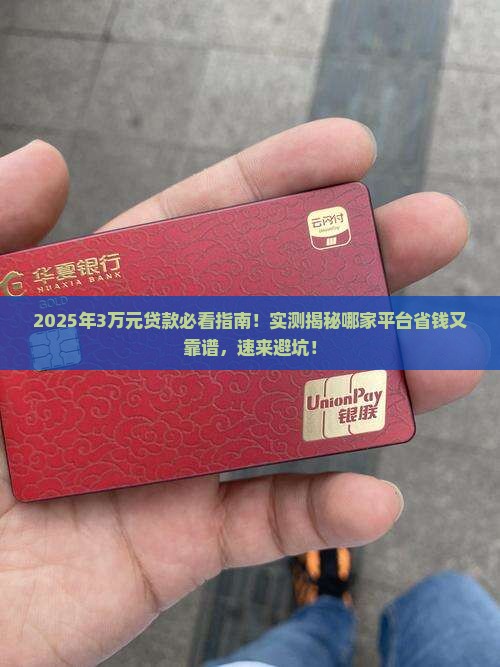 云闪付
UnionPay
华夏银行
HUAXIA BANK
GOLD
2025年3万元贷款必看指南！实测揭秘哪家平台省钱又
靠谱，速来避坑！
UnionPay
银联